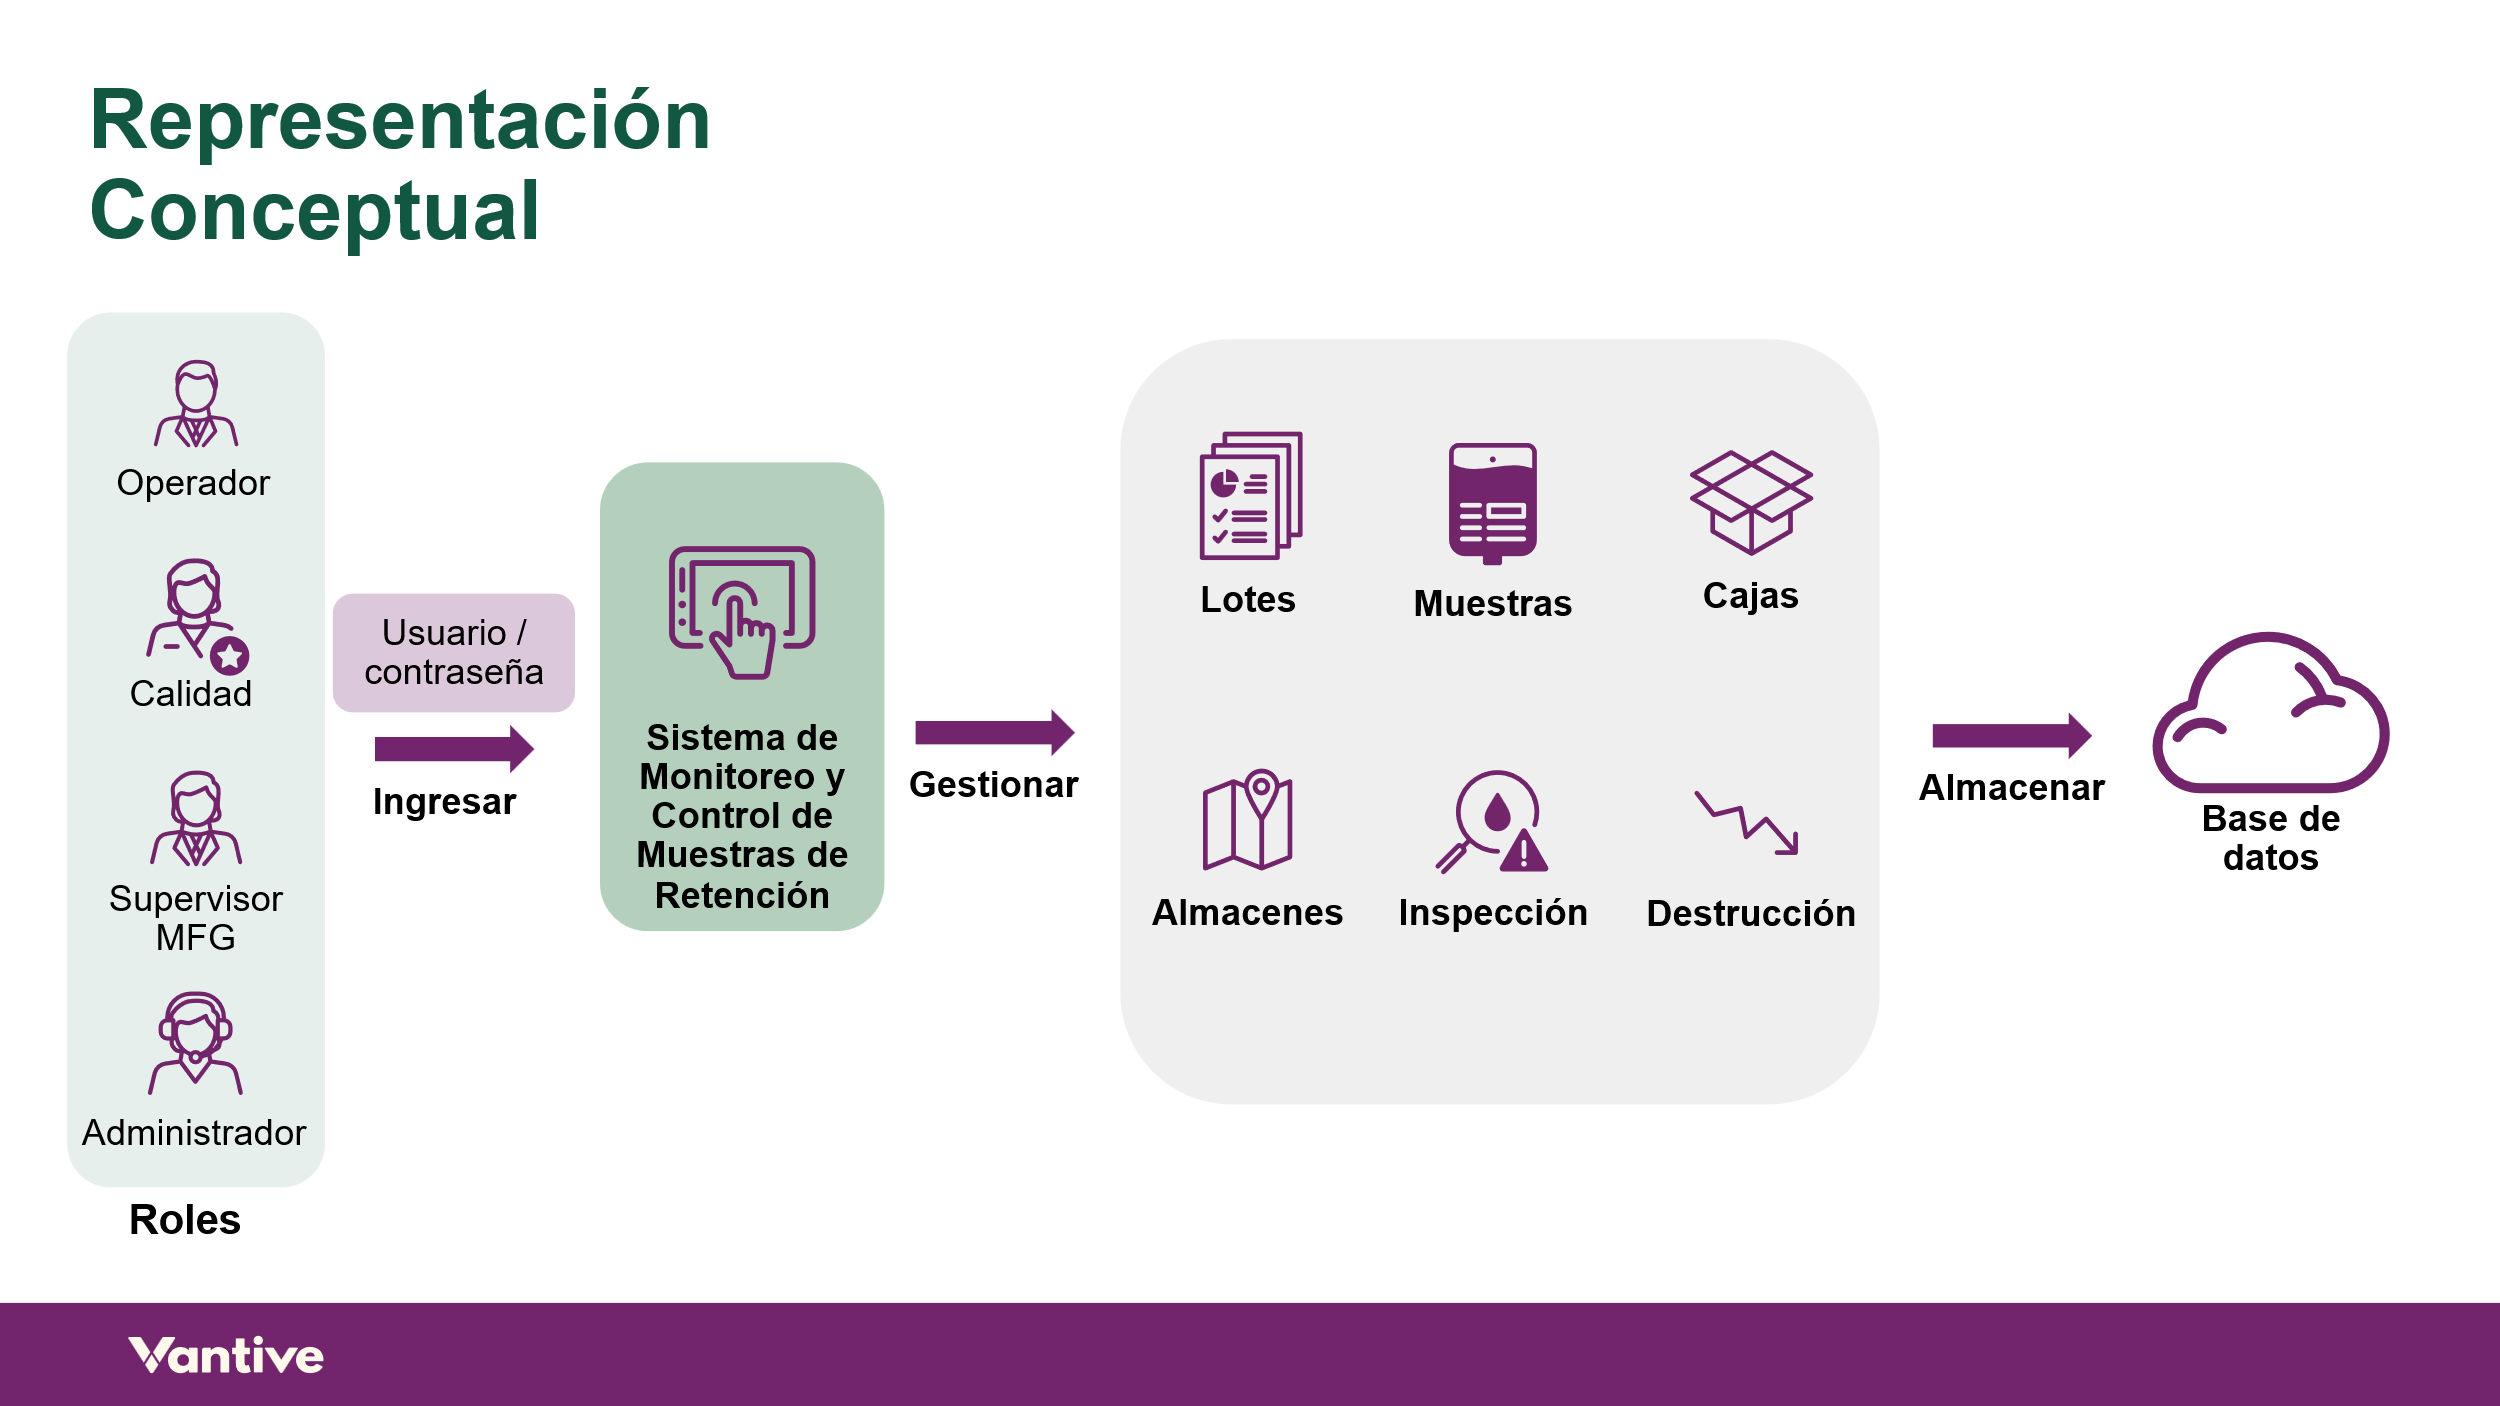 Representación
Conceptual
Operador
Calidad
Supervisor
MFG
Administrador
Roles
Usuario /
contraseña
Ingresar
Sistema de
Monitoreo y
Control de
Muestras de
Retención
Gestionar
Lotes
Muestras
Cajas
Almacenes
Inspección
Destrucción
Almacenar
Base de
datos
Vantive